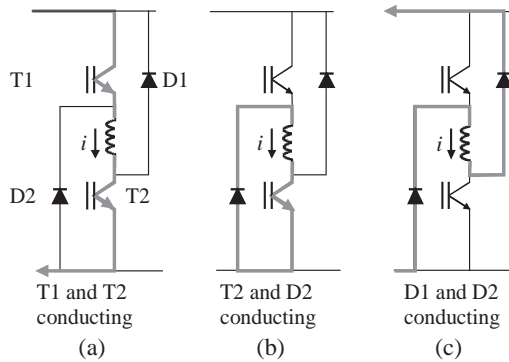 T1
D1
i
D2
T2
i
i
T1 and T2
conducting
(a)
T2 and D2
conducting
(b)
D1 and D2
conducting
(c)